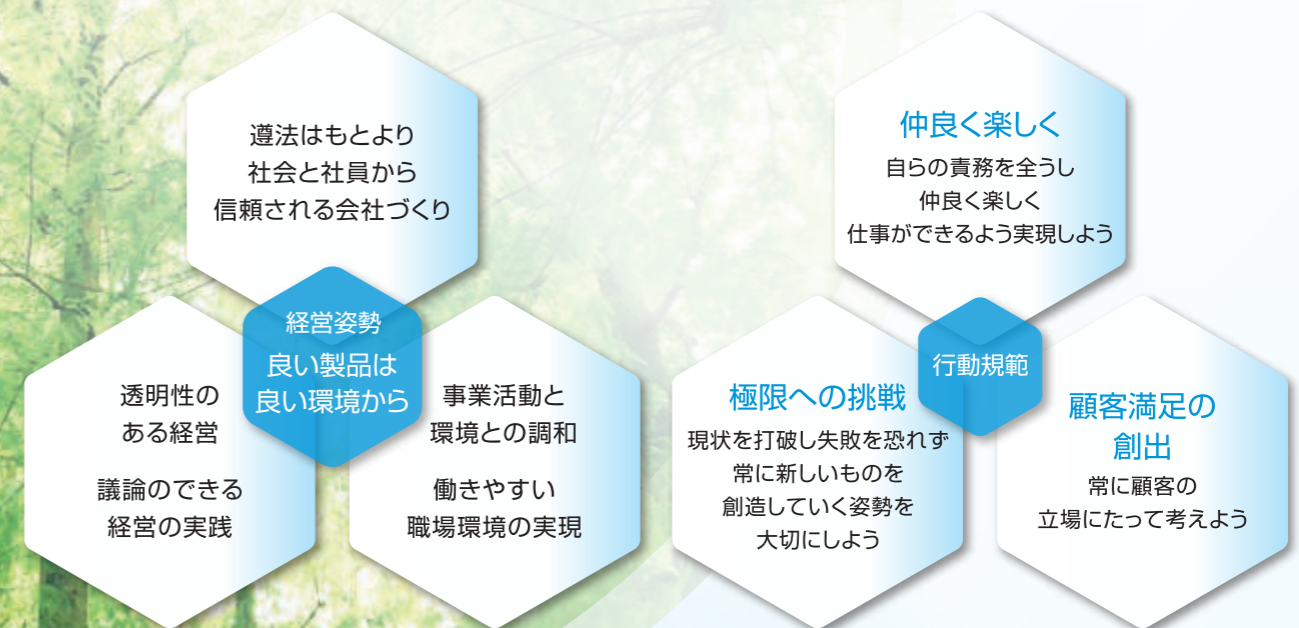 遵法はもとより
社会と社員から
信頼される会社づくり
経営姿勢
良い製品は
良い環境から
透明性の
ある経営
議論のできる
経営の実践
事業活動と
環境との調和
働きやすい
職場環境の実現
仲良く楽しく
自らの責務を全うし
仲良く楽しく
仕事ができるよう実現しよう
行動規範
極限への挑戦
現状を打破し失敗を恐れず
常に新しいものを
創造していく姿勢を
大切にしよう
顧客満足の
創出
常に顧客の
立場にたって考えよう